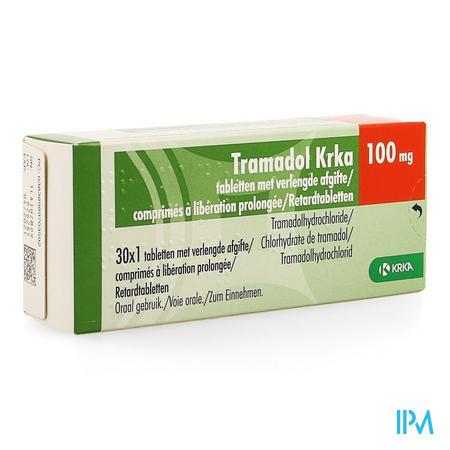 Tramadol Krka
100 mg
tabletten met verlengde afgifte/
comprimés à libération prolongée/Retardtabletten
Tramadolhydrochloride/
Chlorhydrate de tramadol/
Tramadolhydrochlorid
30x1 tabletten met verlengde afgifte/
comprimés à libération prolongée/
Retardtabletten
Oraal gebruik./Voie orale./Zum Einnehmen.
KRKA
IPM